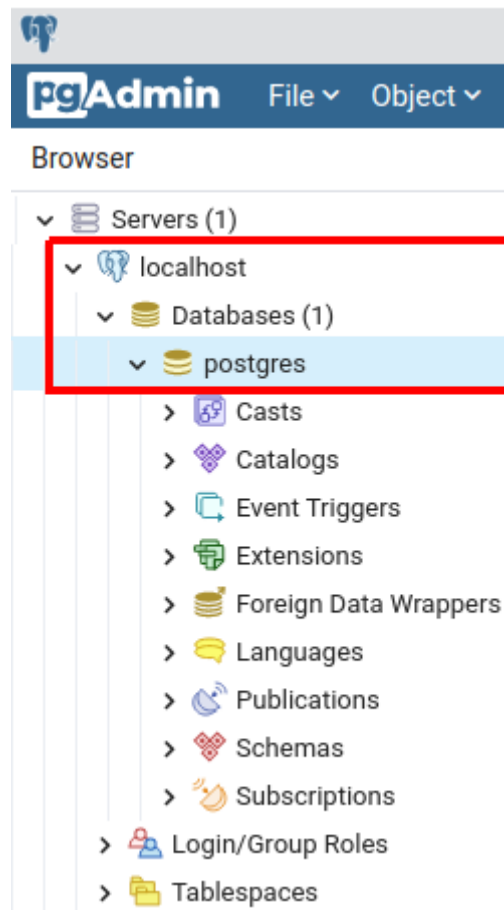 pgAdmin File Object
Browser
Servers (1)
localhost
Databases (1)
postgres
Casts
Catalogs
Event Triggers
Extensions
Foreign Data Wrappers
Languages
Publications
Schemas
Subscriptions
Login/Group Roles
Tablespaces